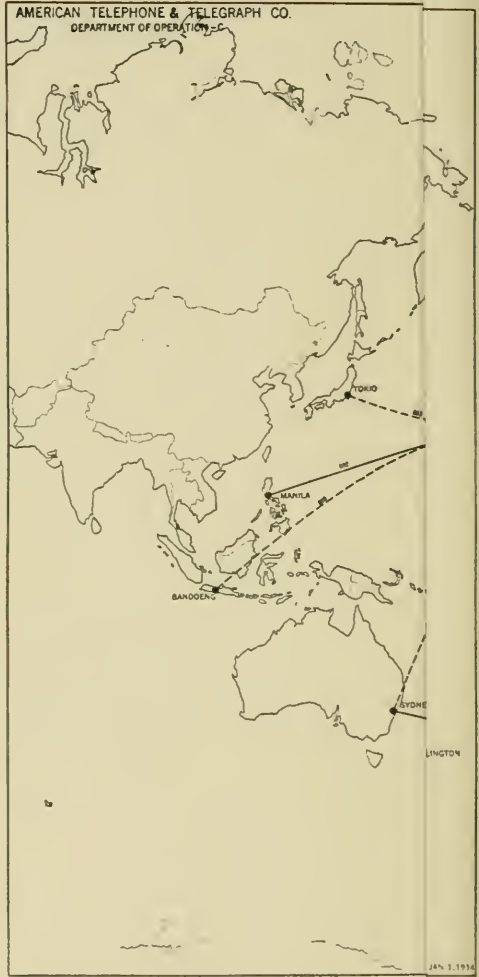 AMERICAN TELEPHONE & TELEGRAPH CO.
DEPARTMENT OF OPERATION-C
TOKIO
MANILA
BANDOENG
SYDNE
LINGTON